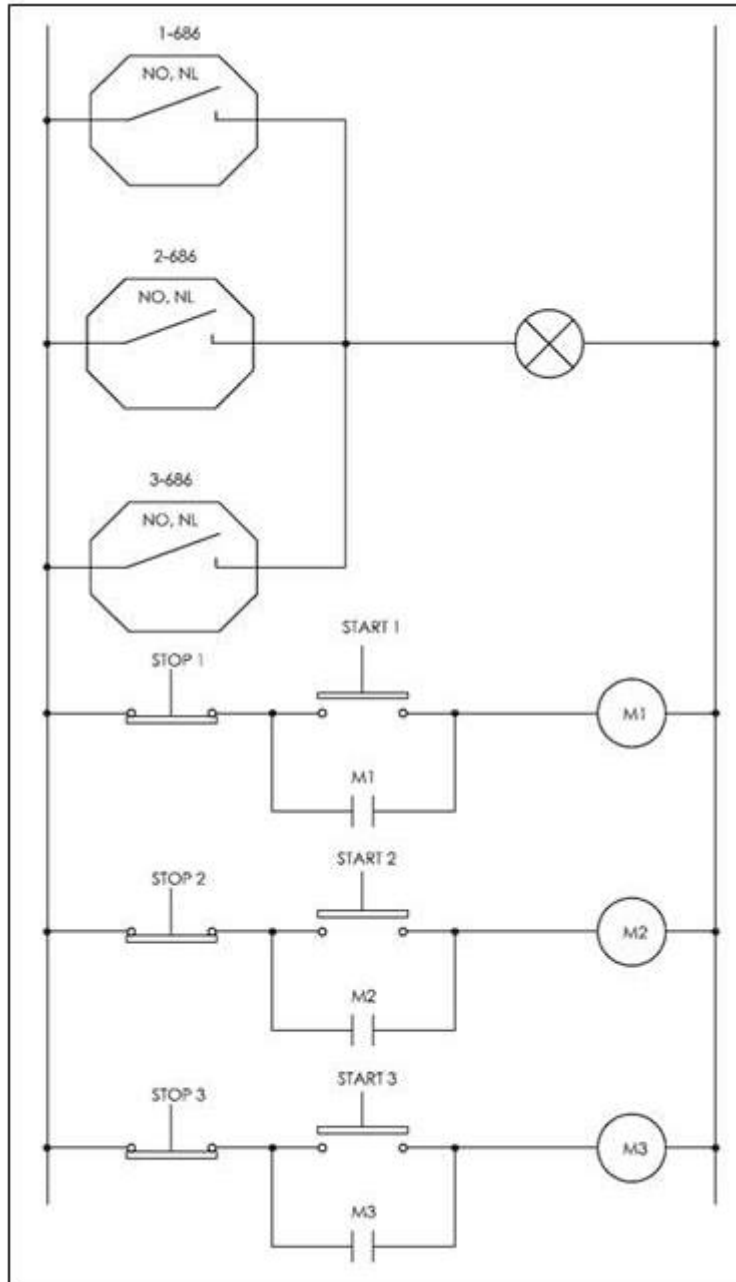 1-686
NO, NL
2-686
NO, NL
3-686
NO, NL
START 1
STOP 1
M1
M1
START 2
STOP 2
M2
M2
START 3
STOP 3
M3
M3